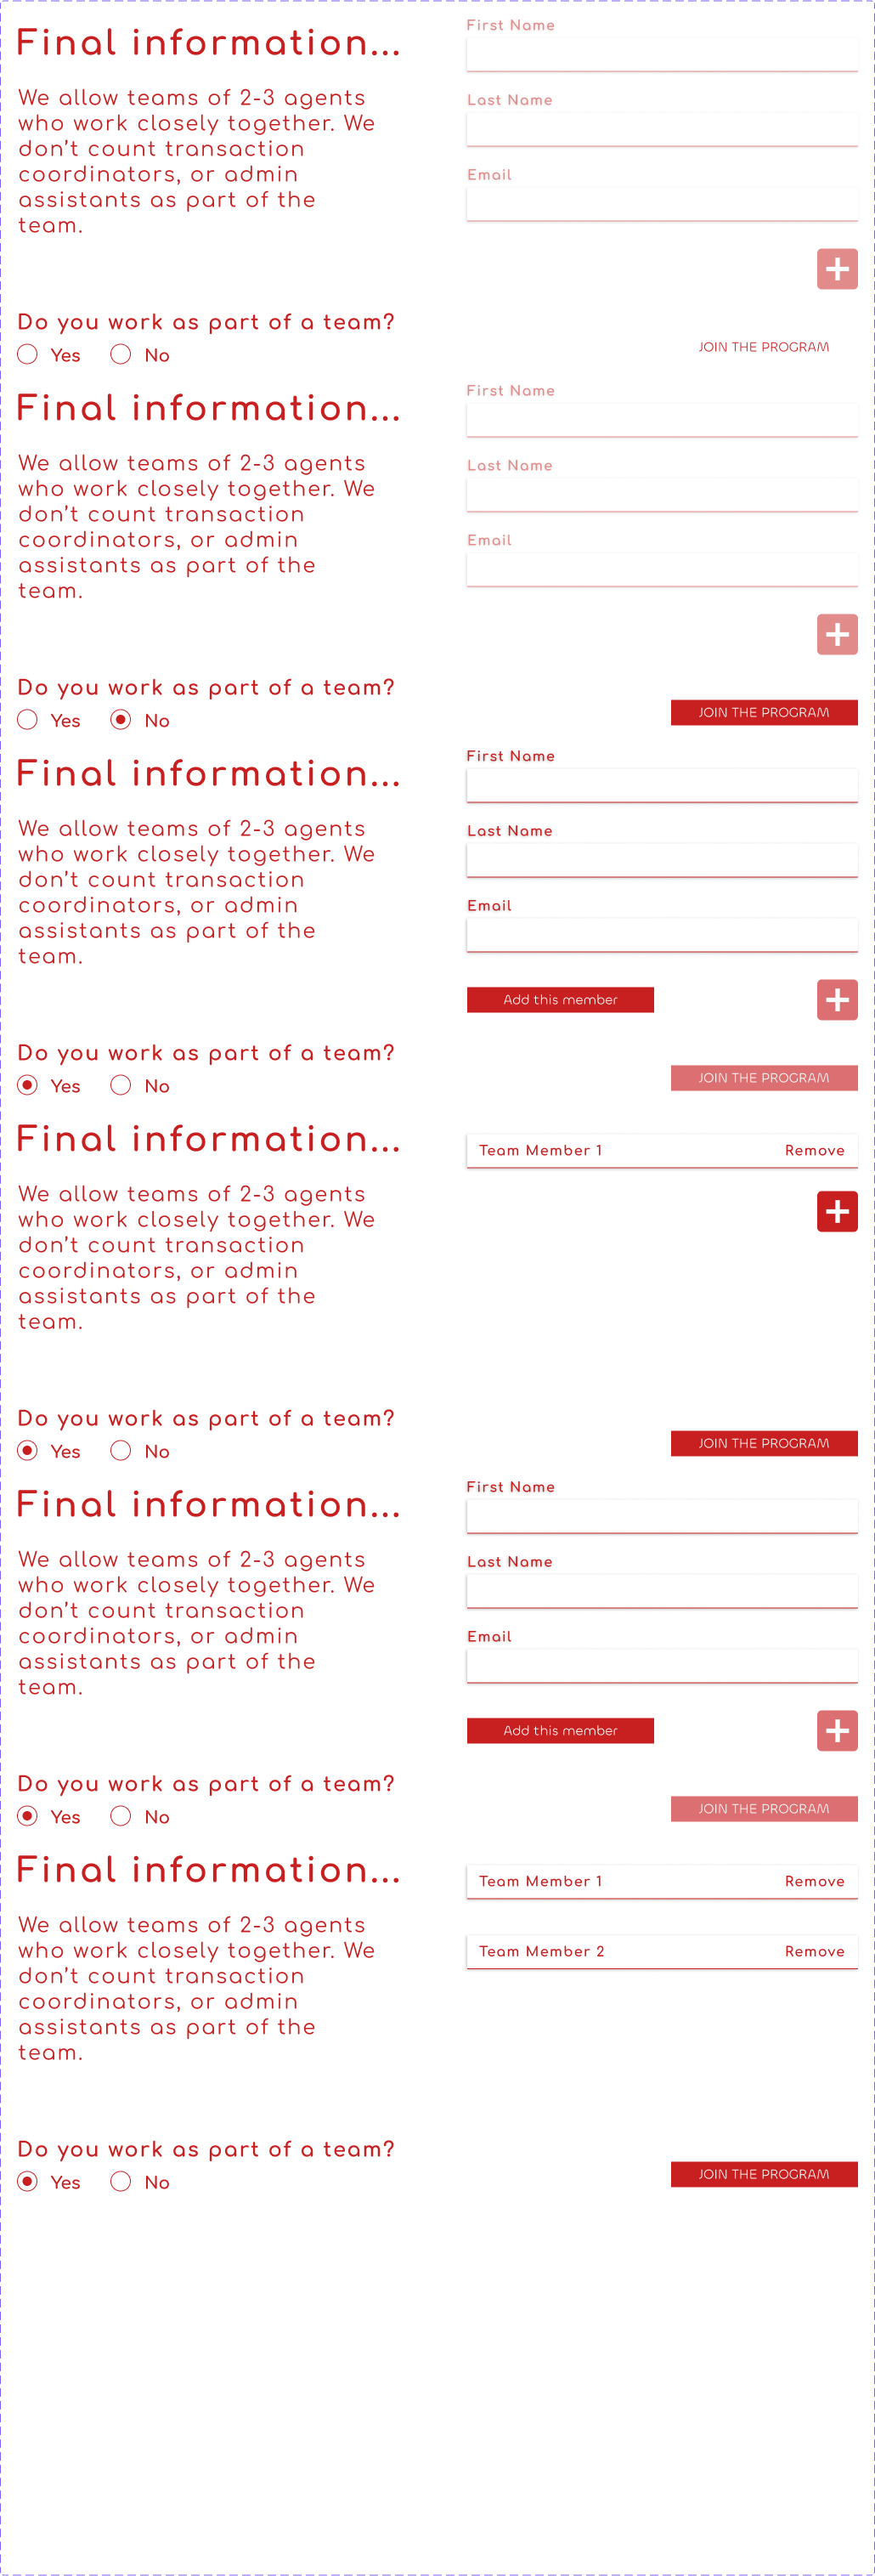 Final information...
We allow teams of 2-3 agents
who work closely together. We
don't count transaction
coordinators, or admin
assistants as part of the
team.
Do you work as part of a team?
Yes No
First Name
Last Name
Email
+
JOIN THE PROGRAM
Final information...
We allow teams of 2-3 agents
who work closely together. We
don't count transaction
coordinators, or admin
assistants as part of the
team.
Do you work as part of a team?
Yes No
First Name
Last Name
Email
+
JOIN THE PROGRAM
Final information...
We allow teams of 2-3 agents
who work closely together. We
don't count transaction
coordinators, or admin
assistants as part of the
team.
Do you work as part of a team?
Yes No
First Name
Last Name
Email
Add this member +
JOIN THE PROGRAM
Final information...
We allow teams of 2-3 agents
who work closely together. We
don't count transaction
coordinators, or admin
assistants as part of the
team.
Do you work as part of a team?
Yes No
Team Member 1 Remove
+
JOIN THE PROGRAM
Final information...
We allow teams of 2-3 agents
who work closely together. We
don't count transaction
coordinators, or admin
assistants as part of the
team.
Do you work as part of a team?
Yes No
First Name
Last Name
Email
Add this member +
JOIN THE PROGRAM
Final information...
We allow teams of 2-3 agents
who work closely together. We
don't count transaction
coordinators, or admin
assistants as part of the
team.
Do you work as part of a team?
Yes No
Team Member 1 Remove
Team Member 2 Remove
JOIN THE PROGRAM